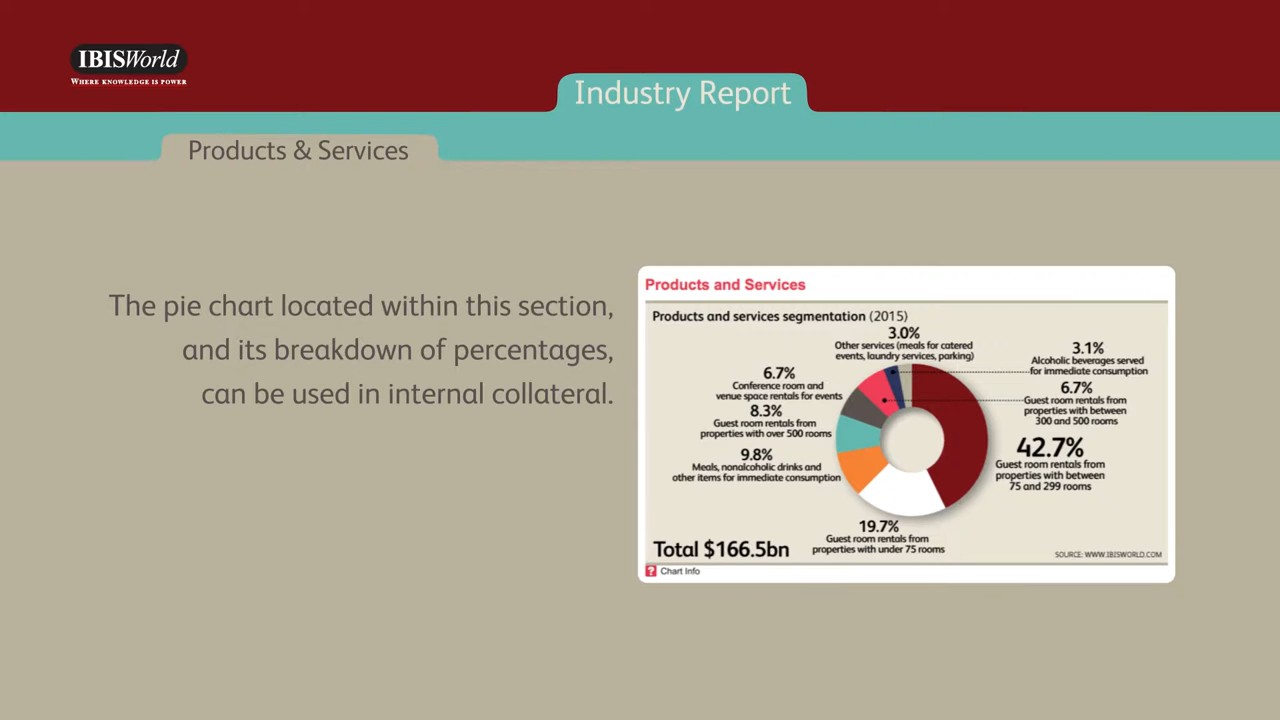 IBISWorld
WHERE KNOWLEDGE IS POWER
Industry Report
Products & Services
The pie chart located within this section,
and its breakdown of percentages,
can be used in internal collateral.
Products and Services
Products and services segmentation (2015)
3.0%
Other services (meals for catered
events, laundry services, parking)
3.1%
Alcoholic beverages served
for immediate consumption
6.7%
Conference room and
venue space rentals for events
6.7%
Guest room rentals from
properties with between
300 and 500 rooms
8.3%
Guest room rentals from
properties with over 500 rooms
42.7%
Guest room rentals from
properties with between
75 and 299 rooms
9.8%
Meals, nonalcoholic drinks and
other items for immediate consumption
19.7%
Guest room rentals from
properties with under 75 rooms
Total $166.5bn
SOURCE: WWW.IBISWORLD.COM
? Chart Info